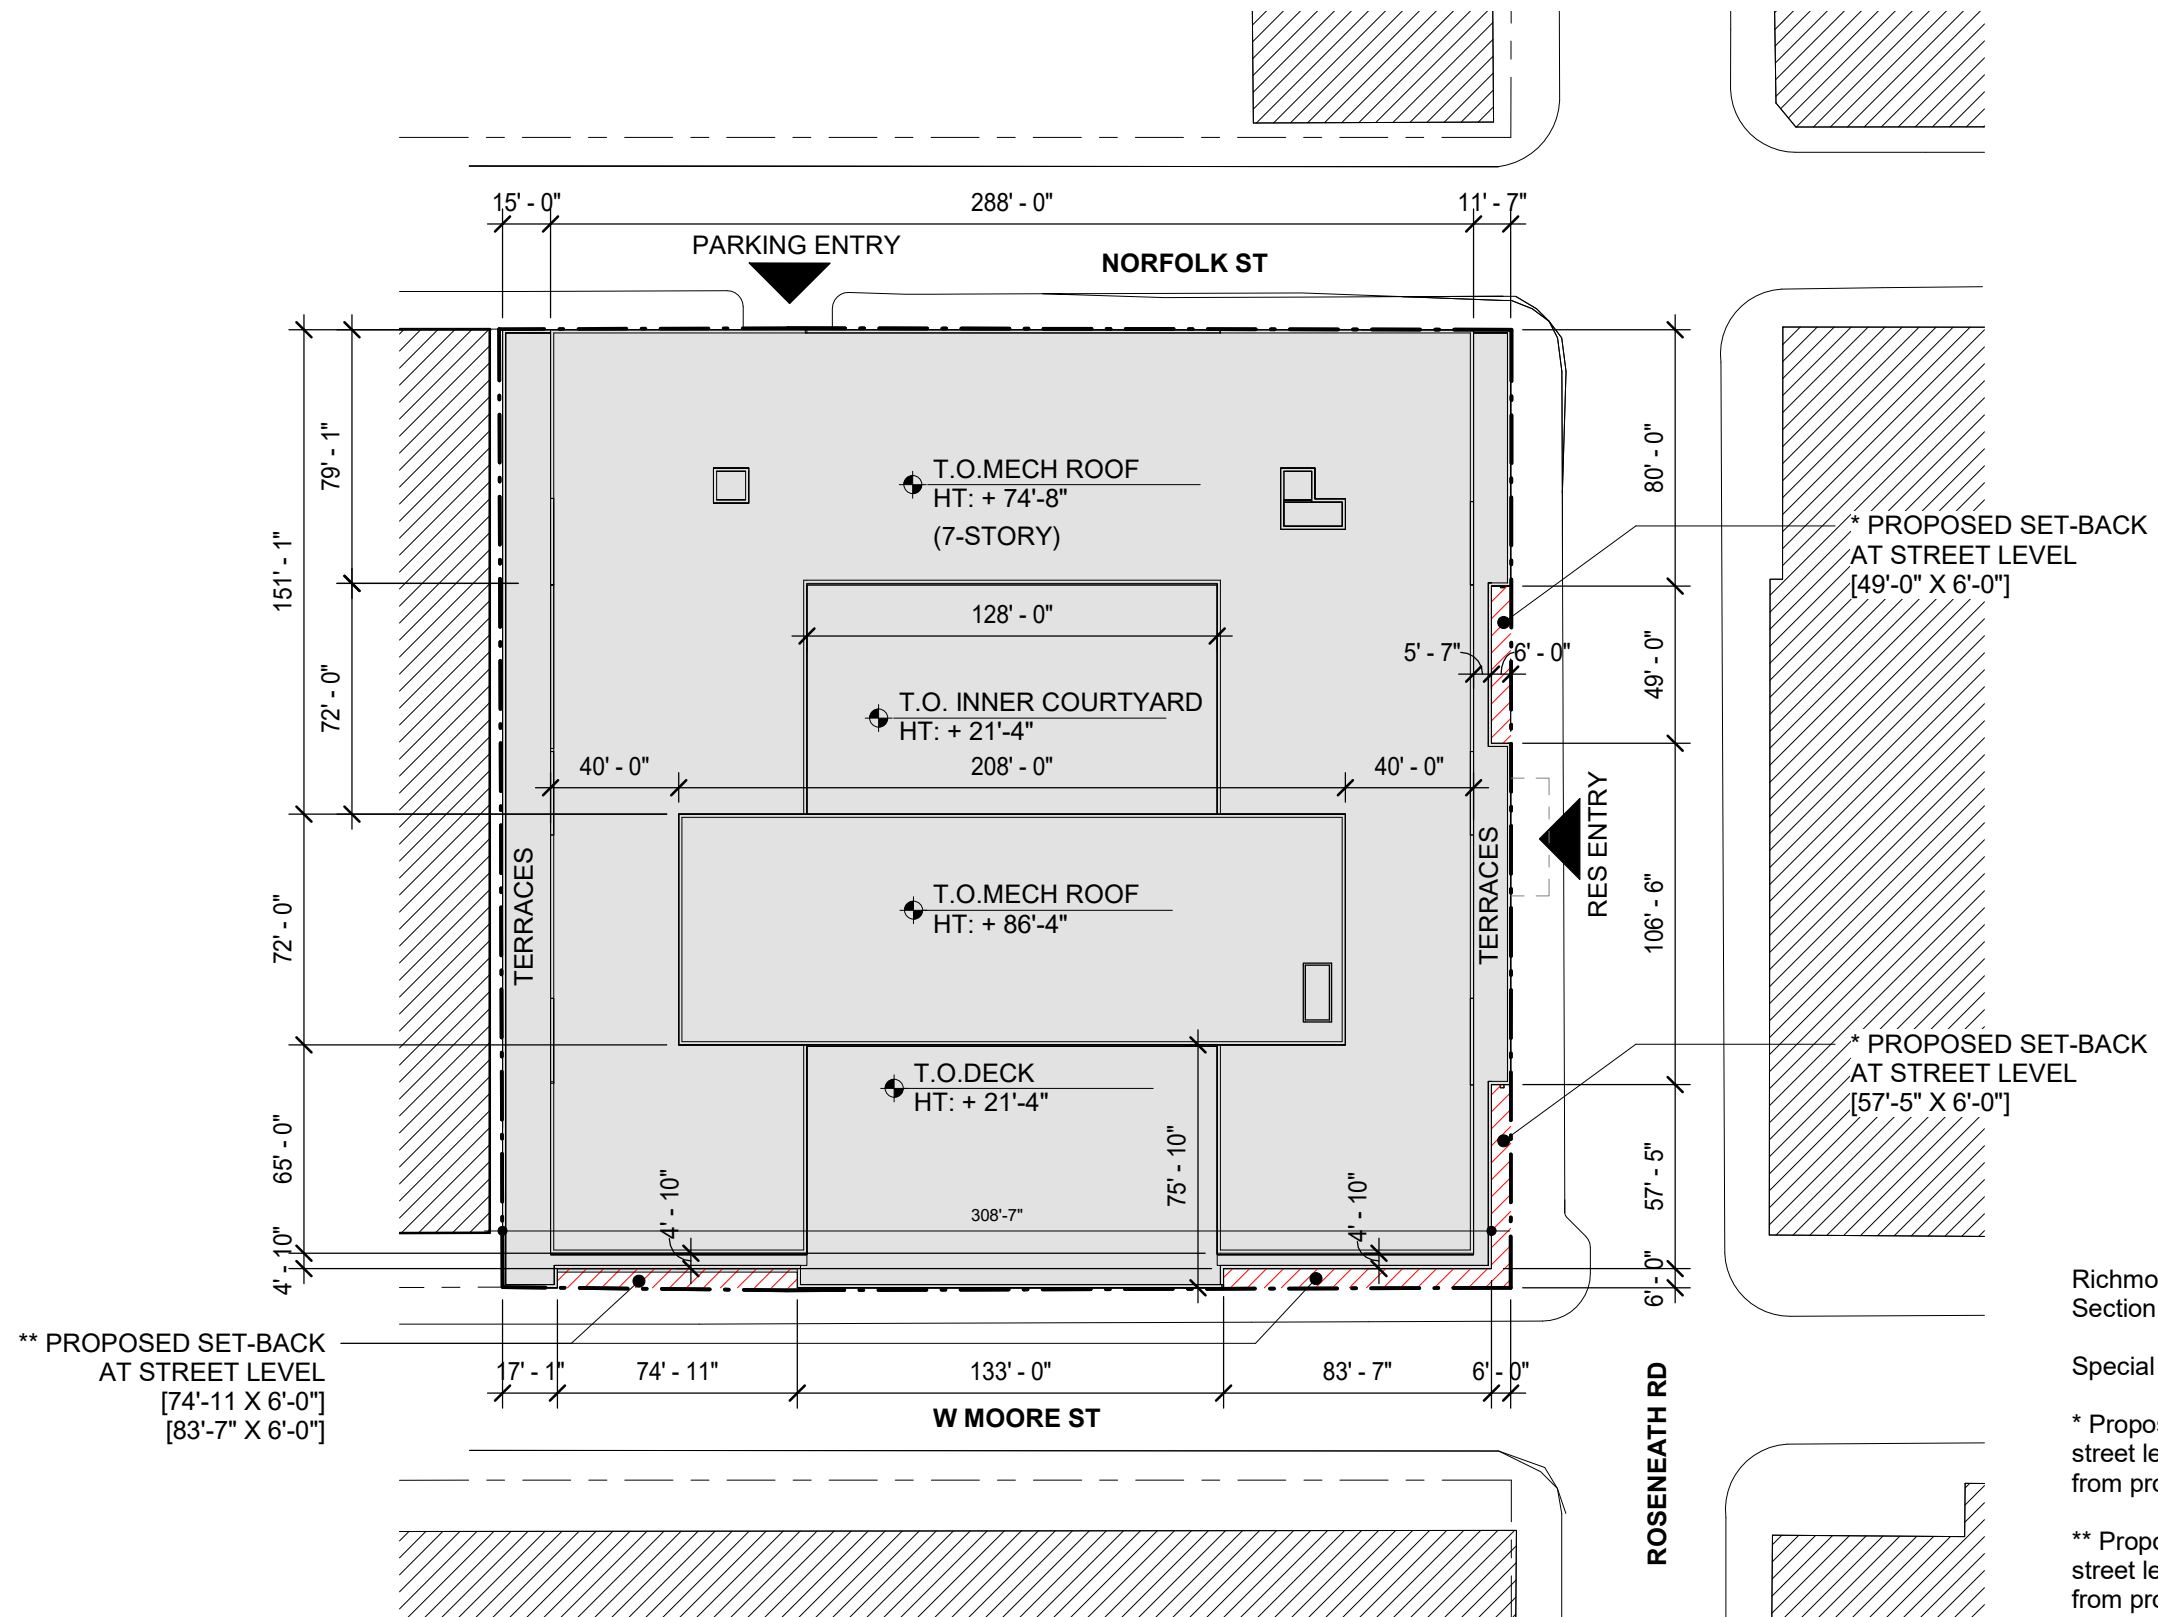 15' - 0"
288' - 0"
11' - 7"
PARKING ENTRY
NORFOLK ST
79' - 1"
151' - 1"
72' - 0"
72' - 0"
65' - 0"
4' - 10"
T.O.MECH ROOF
HT: + 74'-8"
(7-STORY)
128' - 0"
T.O. INNER COURTYARD
HT: + 21'-4"
40' - 0"
208' - 0"
40' - 0"
5' - 7"
6' - 0"
TERRACES
T.O.MECH ROOF
HT: + 86'-4"
TERRACES
RES ENTRY
T.O.DECK
HT: + 21'-4"
75' - 10"
4' - 10"
308'-7"
4' - 10"
80' - 0"
49' - 0"
106' - 6"
57' - 5"
6' - 0"
* PROPOSED SET-BACK
AT STREET LEVEL
[49'-0" X 6'-0"]
* PROPOSED SET-BACK
AT STREET LEVEL
[57'-5" X 6'-0"]
** PROPOSED SET-BACK
AT STREET LEVEL
[74'-11 X 6'-0"]
[83'-7" X 6'-0"]
17' - 1"
74' - 11"
133' - 0"
83' - 7"
6' - 0"
W MOORE ST
ROSENEATH RD
Section
Special
* 
street
from
** 
street
from